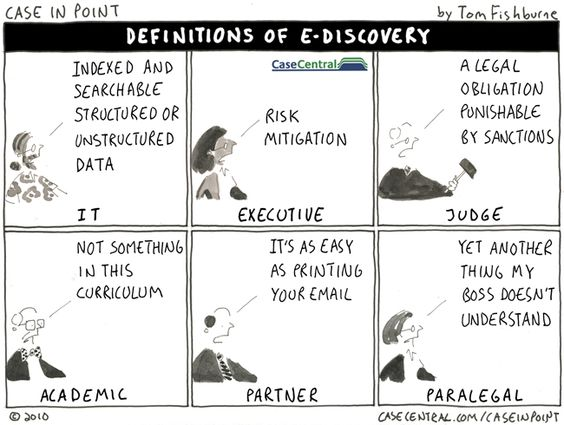 CASE IN POINT
by Tom Fishburne
DEFINITIONS OF E-DISCOVERY
INDEXED AND
SEARCHABLE
STRUCTURED OR
UNSTRUCTURED
DATA
IT
CaseCentral
RISK
MITIGATION
EXECUTIVE
A LEGAL
OBLIGATION
PUNISHABLE
BY SANCTIONS
JUDGE
NOT SOMETHING
IN THIS
CURRICULUM
ACADEMIC
IT'S AS EASY
AS PRINTING
YOUR EMAIL
PARTNER
YET ANOTHER
THING MY
BOSS DOESN'T
UNDERSTAND
PARALEGAL
© 2010
CASECENTRAL.COM/CASEINPOINT